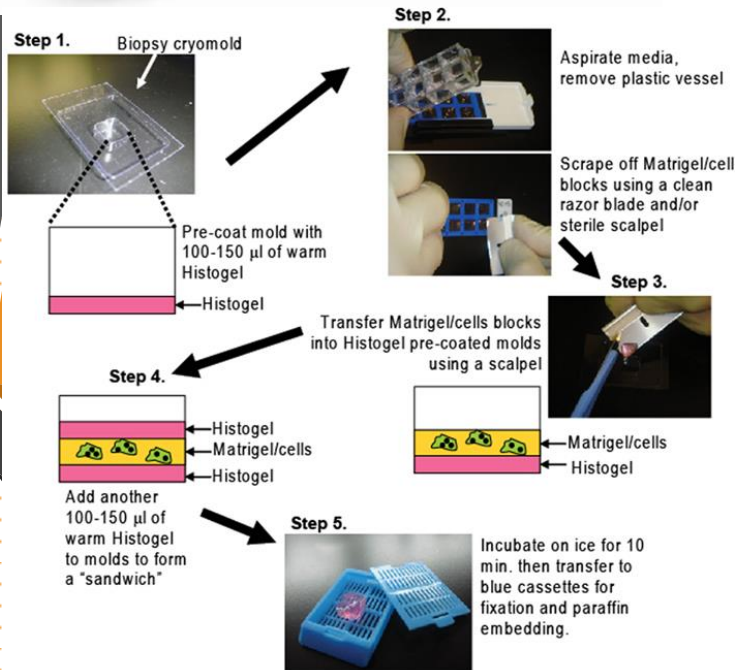 Step 1.
Biopsy cryomold
Pre-coat mold with
100-150 µl of warm
Histogel
Histogel
Step 2.
Aspirate media,
remove plastic vessel
Scrape off Matrigel/cell
blocks using a clean
razor blade and/or
sterile scalpel
Step 3.
Transfer Matrigel/cells blocks
into Histogel pre-coated molds
using a scalpel
Matrigel/cells
Histogel
Step 4.
Histogel
Matrigel/cells
Histogel
Add another
100-150 µl of
warm Histogel
to molds to form
a “sandwich”
Step 5.
Incubate on ice for 10
min. then transfer to
blue cassettes for
fixation and paraffin
embedding.